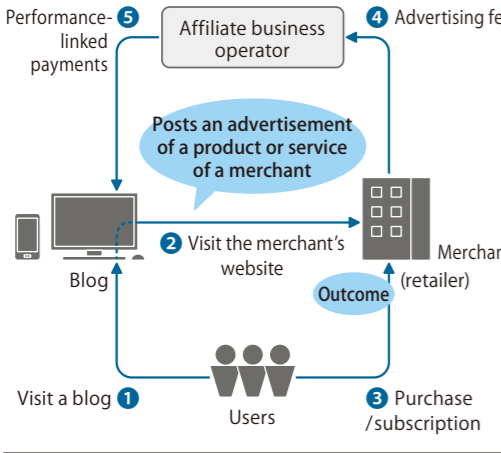 Performance- 5
linked
payments
Affiliate business
operator
4 Advertising fe
Posts an advertisement
of a product or service
of a merchant
2 Visit the merchant's
website
Blog
Merchan
(retailer)
Outcome
Visit a blog 1
Users
3 Purchase
/subscription